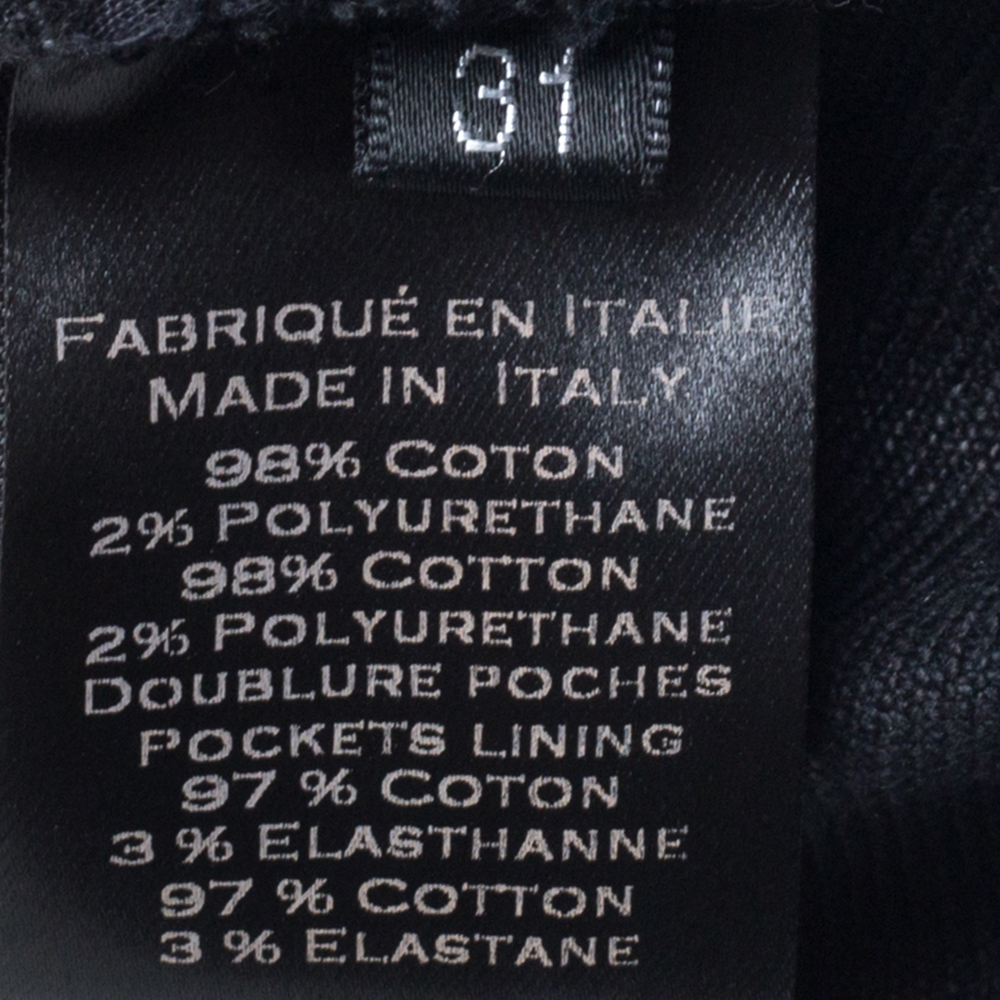 31
FABRIQUÉ EN ITALIE
MADE IN ITALY
98% COTON
2% POLYURETHANE
98% COTTON
2% POLYURETHANE
DOUBLURE POCHES
POCKETS LINING
97 % COTON
3 % ELASTHANNE
97 % COTTON
3 % ELASTANE